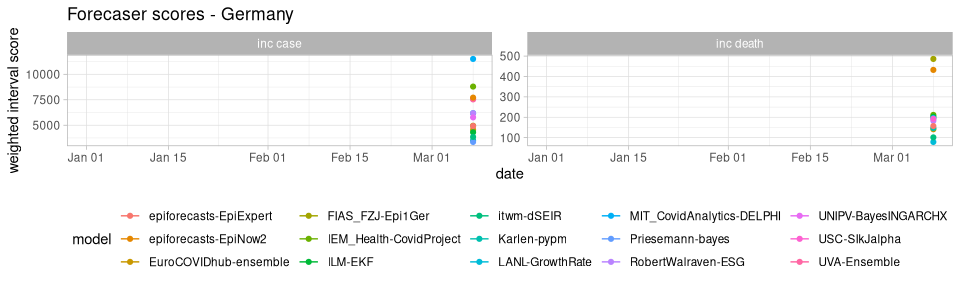 Forecaser scores - Germany
inc case
inc death
weighted interval score
10000
7500
5000
500
400
300
200
100
Jan 01 Jan 15 Feb 01 Feb 15 Mar 01
Jan 01 Jan 15 Feb 01 Feb 15 Mar 01
date
model
epiforecasts-EpiExpert FIAS_FZJ-Epi1Ger itwm-dSEIR MIT_CovidAnalytics-DELPHI UNIPV-BayesINGARCHX
epiforecasts-EpiNow2 IEM_Health-CovidProject Karlen-pypm Priesemann-bayes USC-SIkJalpha
EuroCOVIDhub-ensemble ILM-EKF LANL-GrowthRate RobertWalraven-ESG UVA-Ensemble